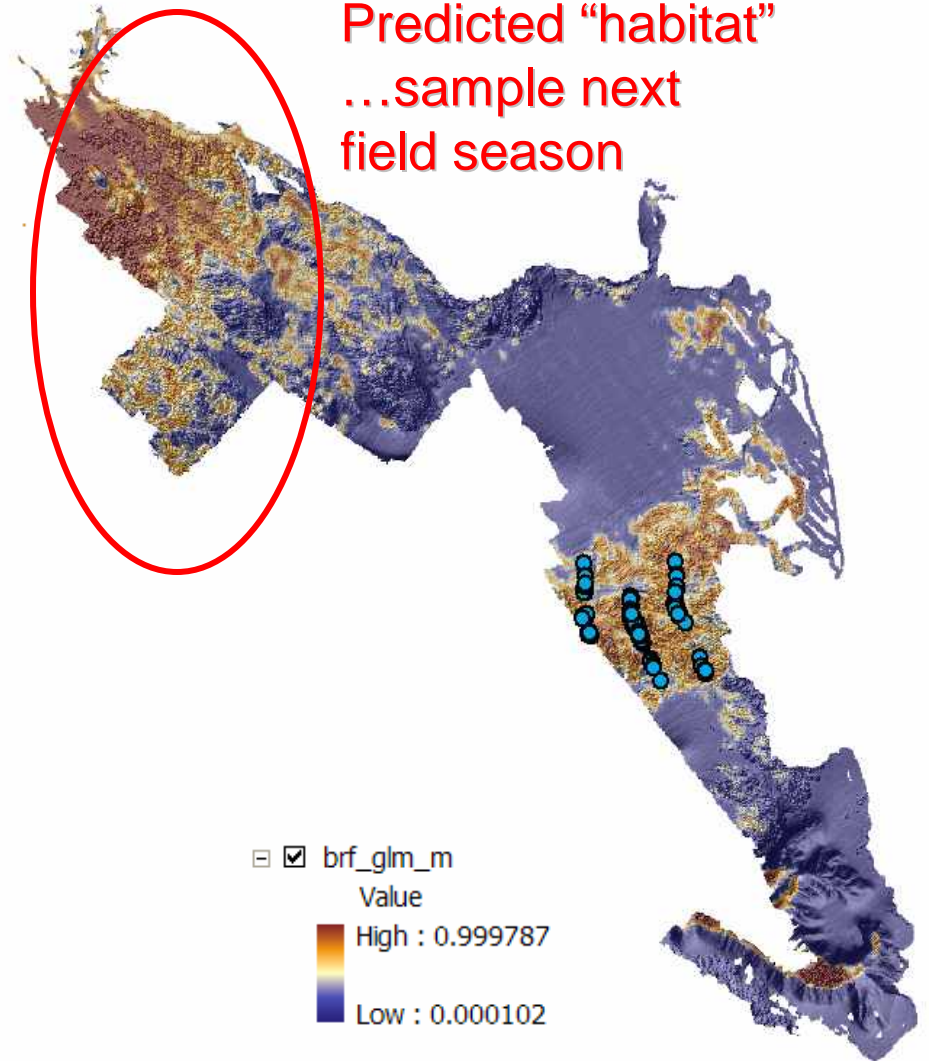 Predicted “habitat”
…sample next
field season
brf_glm_m
Value
High : 0.999787
Low : 0.000102